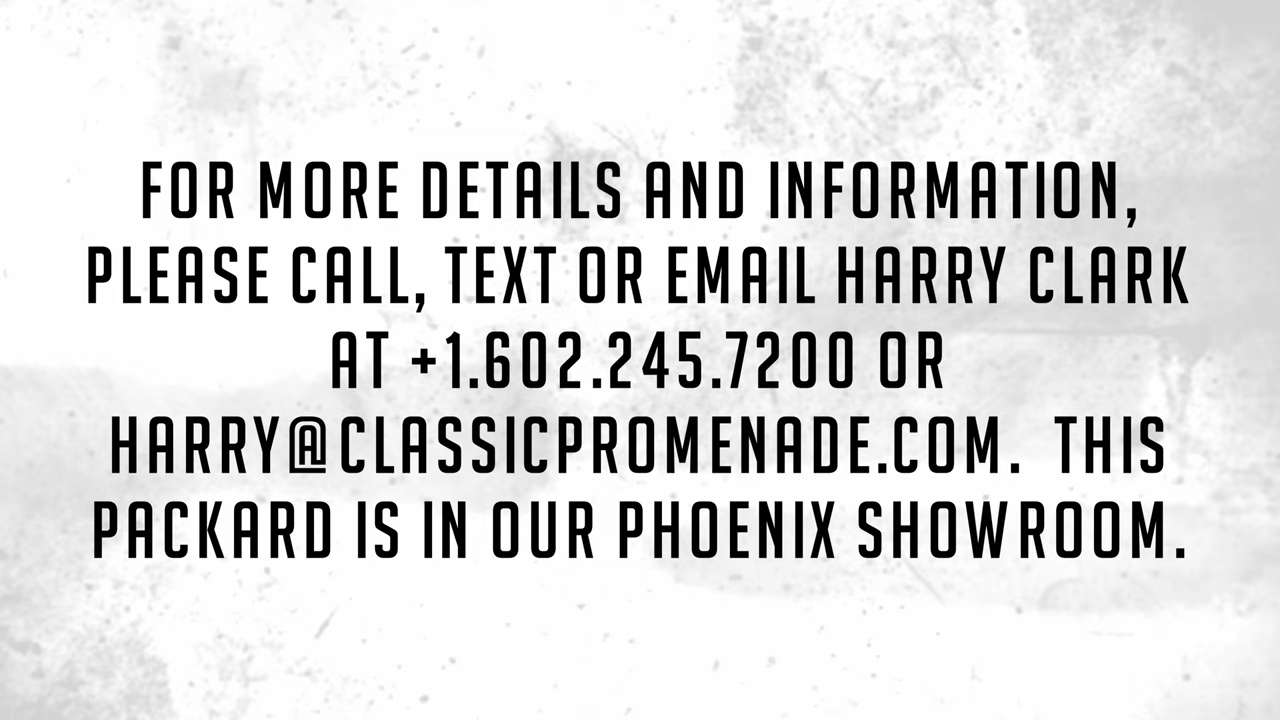 FOR MORE DETAILS AND INFORMATION,
PLEASE CALL, TEXT OR EMAIL HARRY CLARK
AT +1.602.245.7200 OR
HARRY@CLASSICPROMENADE.COM. THIS
PACKARD IS IN OUR PHOENIX SHOWROOM.